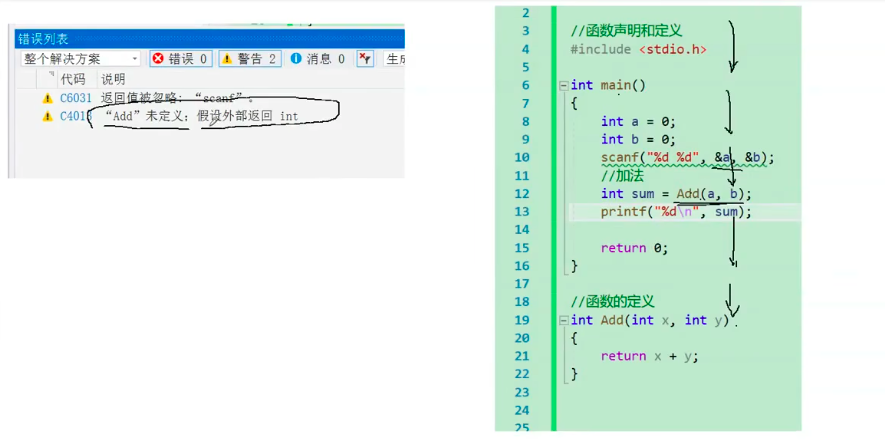 错误列表
整个解决方案 错误 0 警告 2 消息 0 生成
代码 说明
C6031 返回值被忽略: “scanf”。
C4013 “Add”未定义；假设外部返回 int
2
3 //函数声明和定义
4 #include <stdio.h>
5
6 int main()
7 {
8 int a = 0;
9 int b = 0;
10 scanf("%d %d", &a, &b);
11 //加法
12 int sum = Add(a, b);
13 printf("%d\n", sum);
14
15 return 0;
16 }
17
18 //函数的定义
19 int Add(int x, int y)
20 {
21 return x + y;
22 }
23
24
25